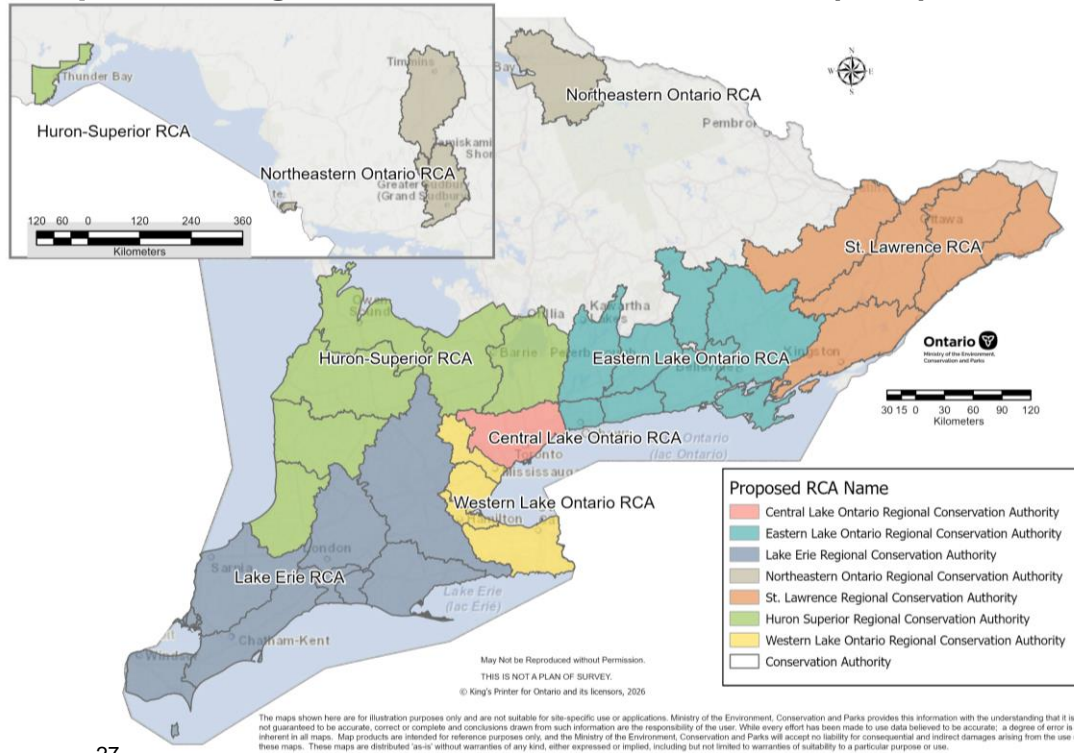 Timmins
Bay
Thunder Bay
Northeastern Ontario RCA
Pembrok
N
W E
S
Huron-Superior RCA
Northeastern Ontario RCA
Greater Sudbury
(Grand Sudbury)
120 60 0 120 240 360
Kilometers
Ottawa
St. Lawrence RCA
Owen
Sound
Orillia
Kawartha
Lakes
Huron-Superior RCA
Barrie
Eastern Lake Ontario RCA
Kingston
Belleville
Ontario
Ministry of the Environment,
Conservation and Parks
30 15 0 30 60 90 120
Kilometers
Central Lake Ontario RCA
Ontario
(lac Ontario)
Toronto
Mississauga
Western Lake Ontario RCA
Hamilton
London
Sarnia
Lake Erie RCA
Lake Erie
(lac Érié)
Chatham-Kent
Windsor
Proposed RCA Name
Central Lake Ontario Regional Conservation Authority
Eastern Lake Ontario Regional Conservation Authority
Lake Erie Regional Conservation Authority
Northeastern Ontario Regional Conservation Authority
St. Lawrence Regional Conservation Authority
Huron Superior Regional Conservation Authority
Western Lake Ontario Regional Conservation Authority
Conservation Authority
May Not be Reproduced without Permission.
THIS IS NOT A PLAN OF SURVEY.
© King's Printer for Ontario and its licensors, 2026
The maps shown here are for illustration purposes only and are not suitable for site-specific use or applications. Ministry of the Environment, Conservation and Parks provides this information with the understanding that it is
not guaranteed to be accurate, correct or complete and conclusions drawn from such information are the responsibility of the user. While every effort has been made to use data believed to be accurate; a degree of error is
inherent in all maps. Map products are intended for reference purposes only, and the Ministry of the Environment, Conservation and Parks will accept no liability for consequential and indirect damages arising from the use
these maps. These maps are distributed 'as-is' without warranties of any kind, either expressed or implied, including but not limited to warranties of suitability to a particular purpose or use.
27